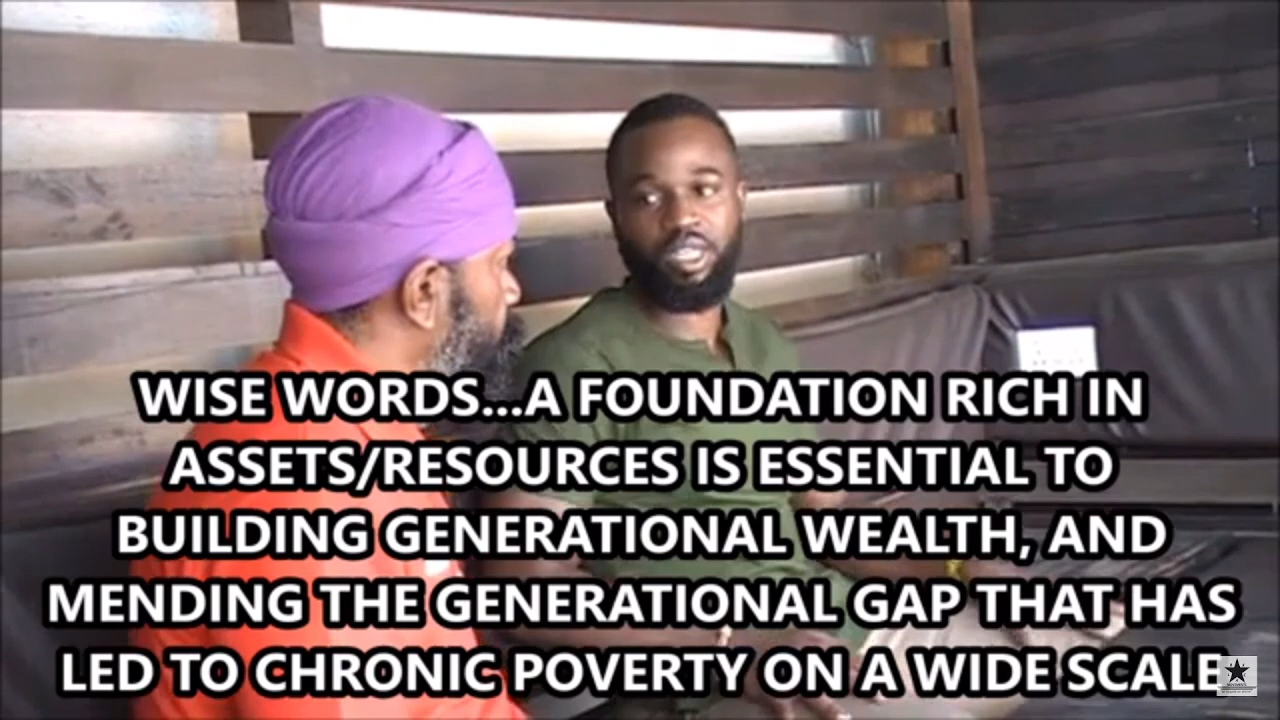 WISE WORDS...A FOUNDATION RICH IN
ASSETS/RESOURCES IS ESSENTIAL TO
BUILDING GENERATIONAL WEALTH, AND
MENDING THE GENERATIONAL GAP THAT HAS
LED TO CHRONIC POVERTY ON A WIDE SCALE